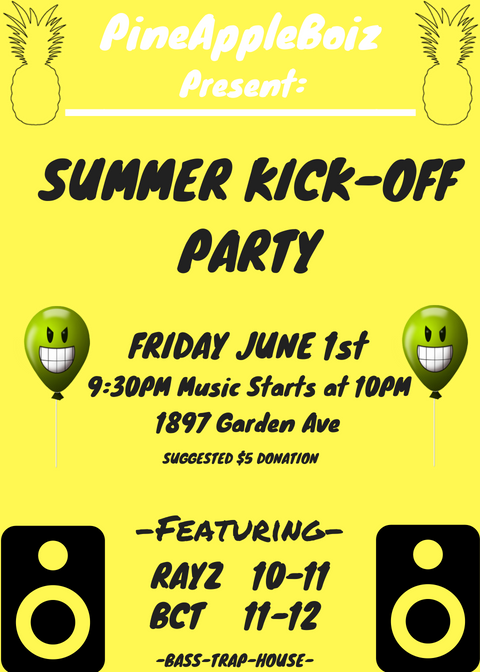 PineAppleBoiz
Present:
SUMMER KICK-OFF
PARTY
FRIDAY JUNE 1st
9:30PM Music Starts at 10PM
1897 Garden Ave
SUGGESTED $5 DONATION
-FEATURING-
RAYZ 10-11
BCT 11-12
-BASS-TRAP-HOUSE-